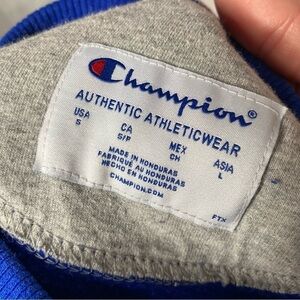 Champion®
AUTHENTIC ATHLETICWEAR
USA CA MEX ASIA
S S/P CH L
MADE IN HONDURAS
FABRIQUÉ AU HONDURAS
HECHO EN HONDURAS
CHAMPION.COM
FTX